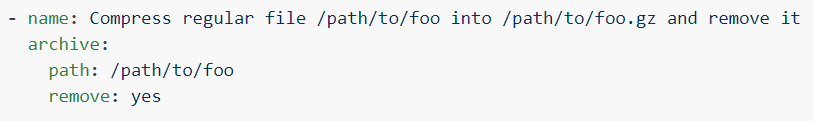 - name: Compress regular file /path/to/foo into /path/to/foo.gz and remove it
  archive:
    path: /path/to/foo
    remove: yes